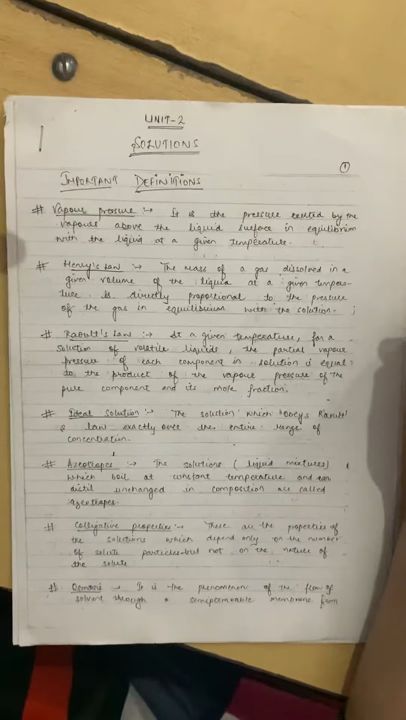 UNIT-2
SOLUTIONS
1
IMPORTANT DEFINITIONS
# Vapour pressure :→ It is the pressure exerted by the
vapours above the liquid surface in equilibrium
with the liquid at a given temperature.
# Henry's Law :→ The mass of a gas dissolved in a
given volume of the liquid at a given tempera-
ture is directly propotional to the pressure
of the gas in equilibrium with the solution.
# Raoult's Law :→ At a given temperature, for a
solution of volatile liquids, the partial vapour
pressure of each component in solution is equal
to the product of the vapour pressure of the
pure component and its mole fraction.
# Ideal Solution :→ The solution which obeys Raoult'
s law exactly over the entire range of
concentration.
# Azeotropes :→ The solutions (liquid mixtures)
which boil at constant temperature and can
distil unchanged in composition are called
azeotropes.
# Colligative properties :→ These are the properties of
the solutions which depend only on the number
of solute particles but not on the nature of
the solute
# Osmosis :→ It is the phenomenon of the flow of
solvent through a semipermeable membrane from